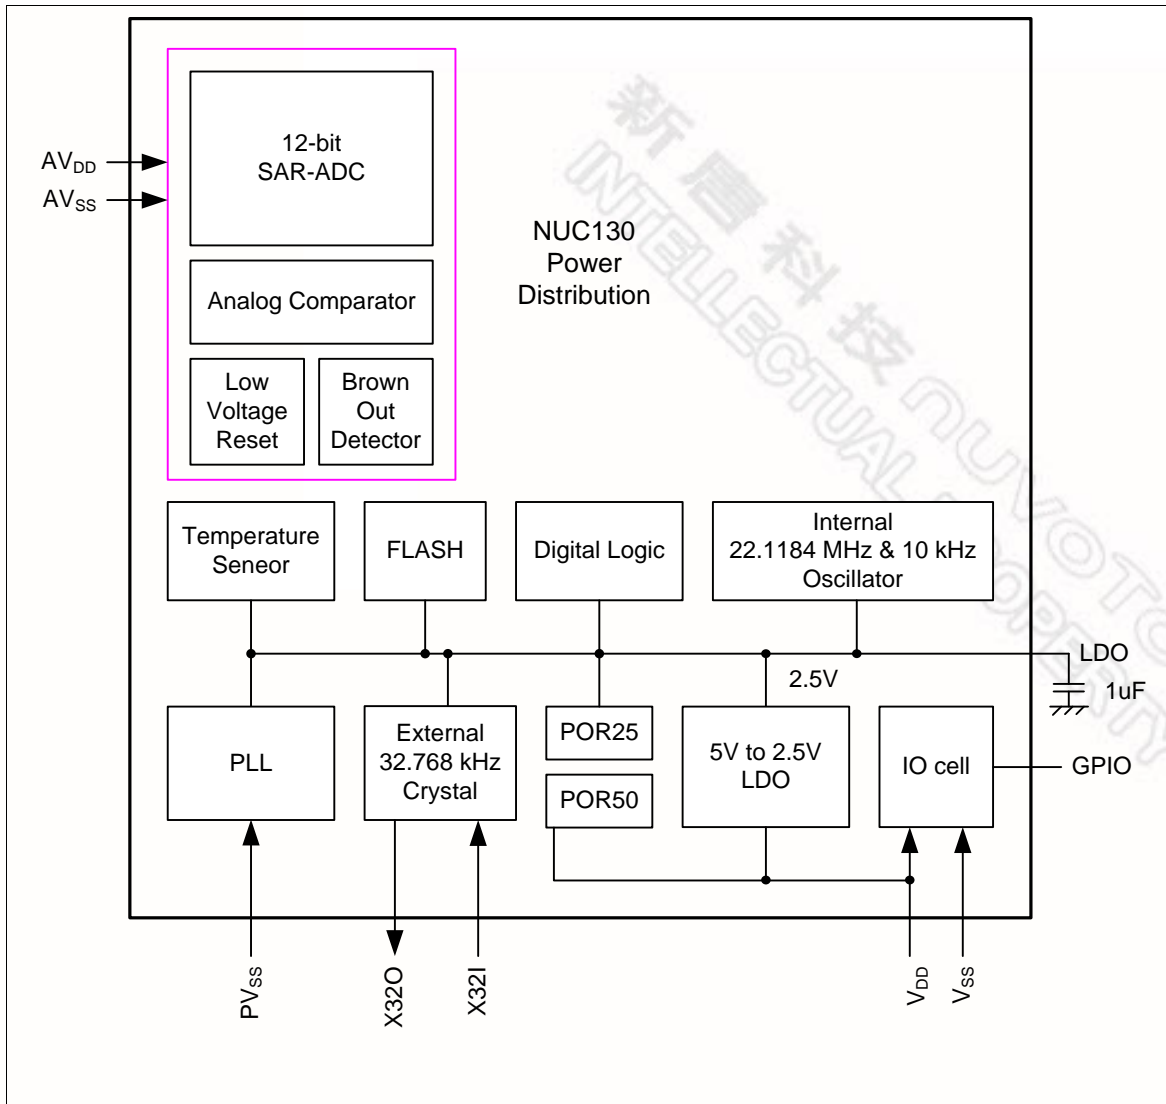 12-bit
SAR-ADC
AVDD
AVSS
Analog Comparator
Low
Voltage
Reset
Brown
Out
Detector
NUC130
Power
Distribution
新唐科技 nuvoTo
INTELLECTUAL PROPERTY
Temperature
Seneor
FLASH
Digital Logic
Internal
22.1184 MHz & 10 kHz
Oscillator
LDO
1uF
2.5V
PLL
External
32.768 kHz
Crystal
POR25
POR50
5V to 2.5V
LDO
IO cell
GPIO
PVSS
X32O
X32I
VDD
VSS